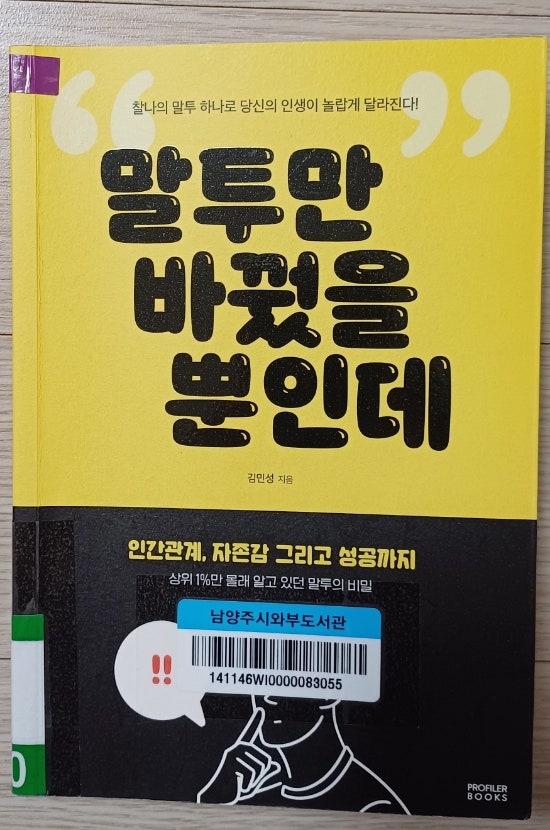 찰나의 말투 하나로 당신의 인생이 놀랍게 달라진다!
“ ”
말투만
바꿨을
뿐인데
김민성 지음
인간관계, 자존감 그리고 성공까지
상위 1%만 몰래 알고 있던 말투의 비밀
남양주시와부도서관
141146WI0000083055
!!
0
PROFILER
BOOKS